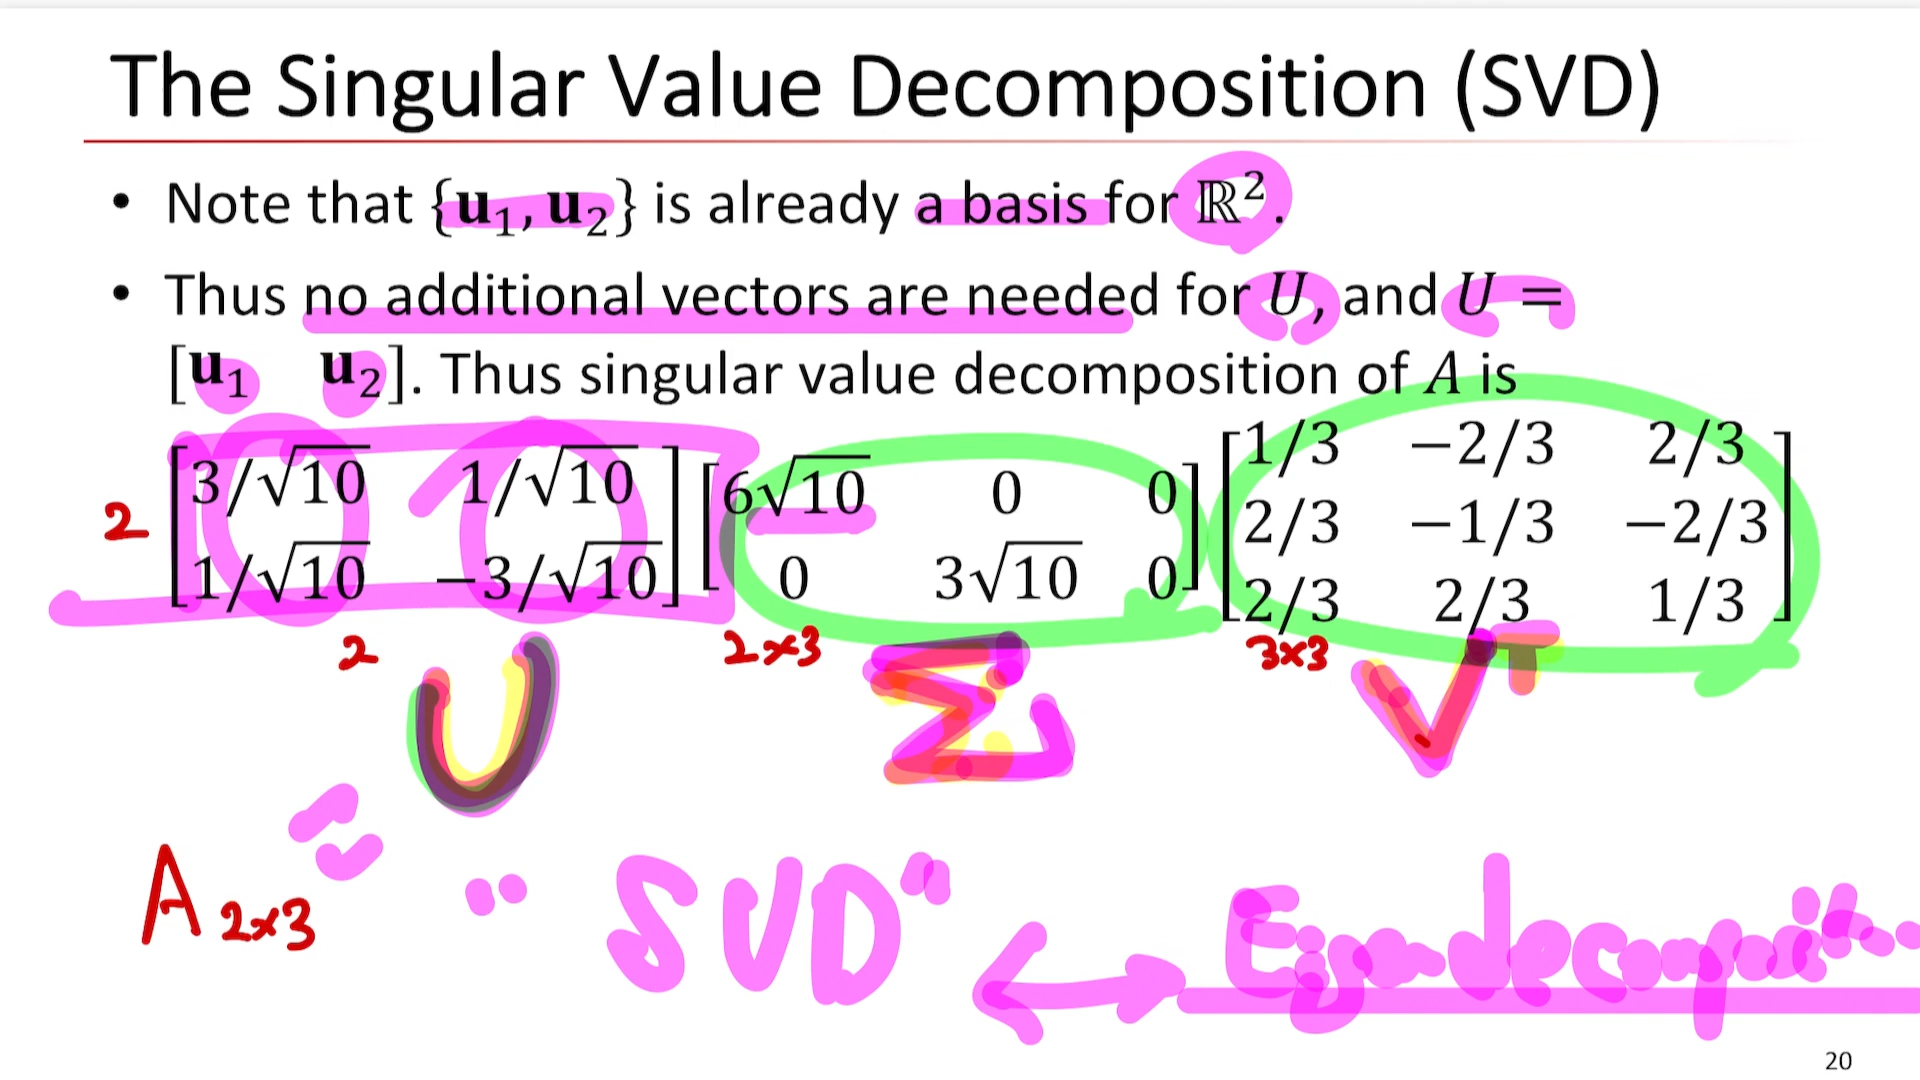 The Singular Value Decomposition (SVD)
• Note that {𝐮₁, 𝐮₂} is already a basis for ℝ².
• Thus no additional vectors are needed for U, and U =
[𝐮₁ 𝐮₂]. Thus singular value decomposition of A is
[3/√10 1/√10] [6√10 0 0] [1/3 −2/3 2/3]
[1/√10 −3/√10] [0 3√10 0] [2/3 −1/3 −2/3]
[2/3 2/3 1/3]
2
2 2×3 3×3
U Σ Vᵀ
A 2×3 =
" SVD" ↔
20